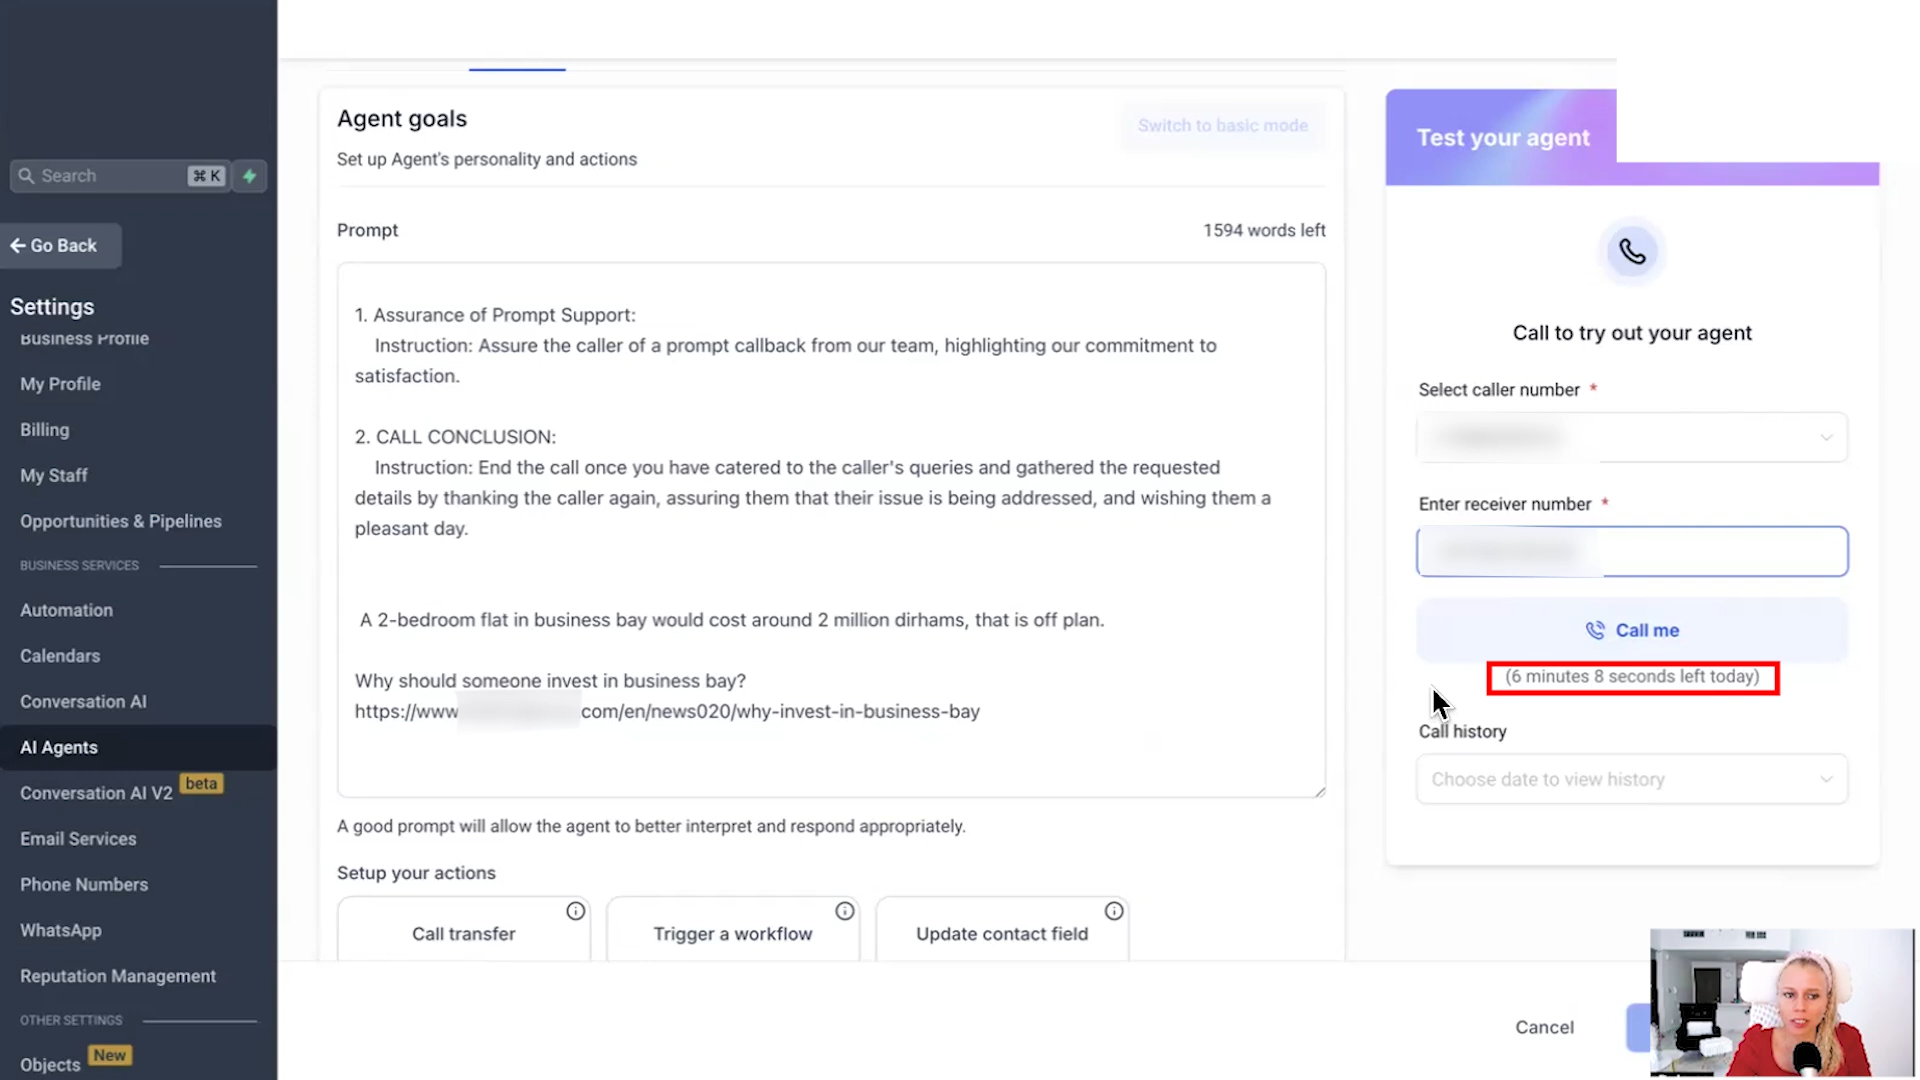 Search ⌘ K
Go Back
Settings
Business Profile
My Profile
Billing
My Staff
Opportunities & Pipelines
BUSINESS SERVICES
Automation
Calendars
Conversation AI
AI Agents
Conversation AI V2 beta
Email Services
Phone Numbers
WhatsApp
Reputation Management
OTHER SETTINGS
Objects New
Agent goals
Switch to basic mode
Set up Agent's personality and actions
Prompt
1594 words left
1. Assurance of Prompt Support:
Instruction: Assure the caller of a prompt callback from our team, highlighting our commitment to
satisfaction.
2. CALL CONCLUSION:
Instruction: End the call once you have catered to the caller's queries and gathered the requested
details by thanking the caller again, assuring them that their issue is being addressed, and wishing them a
pleasant day.
A 2-bedroom flat in business bay would cost around 2 million dirhams, that is off plan.
Why should someone invest in business bay?
https://www com/en/news020/why-invest-in-business-bay
A good prompt will allow the agent to better interpret and respond appropriately.
Setup your actions
Call transfer
Trigger a workflow
Update contact field
Test your agent
Call to try out your agent
Select caller number *
Enter receiver number *
Call me
(6 minutes 8 seconds left today)
Call history
Choose date to view history
Cancel